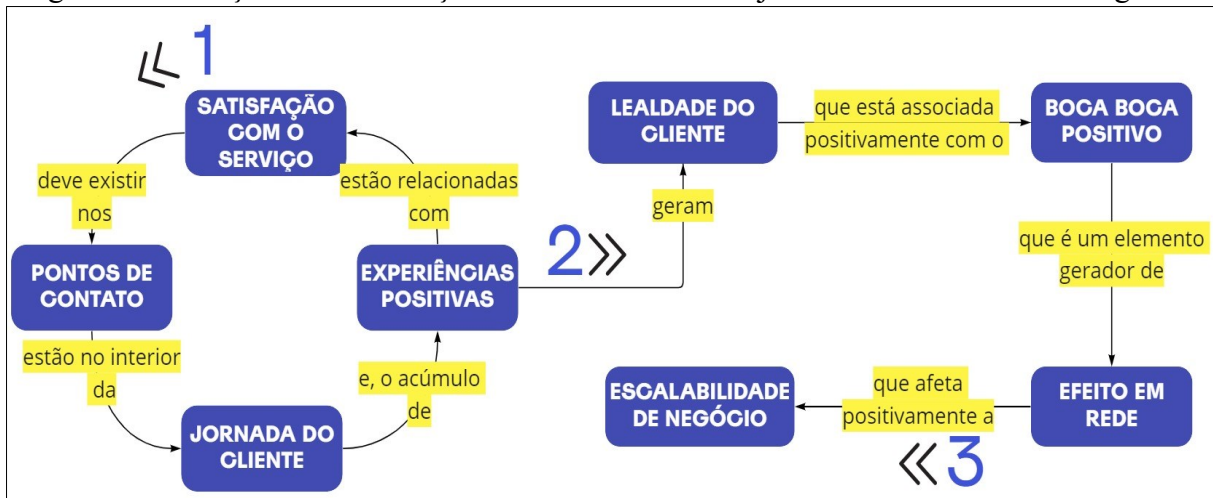 1
SATISFAÇÃO
COM O
SERVIÇO
deve existir
nos
PONTOS DE
CONTATO
estão no interior
da
JORNADA DO
CLIENTE
e, o acúmulo
de
EXPERIÊNCIAS
POSITIVAS
estão relacionadas
com
2
geram
LEALDADE DO
CLIENTE
que está associada
positivamente com o
BOCA BOCA
POSITIVO
que é um elemento
gerador de
EFEITO EM
REDE
que afeta
positivamente a
3
ESCALABILIDADE
DE NEGÓCIO